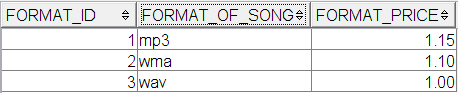 FORMAT_ID FORMAT_OF_SONG FORMAT_PRICE
1 mp3 1.15
2 wma 1.10
3 wav 1.00